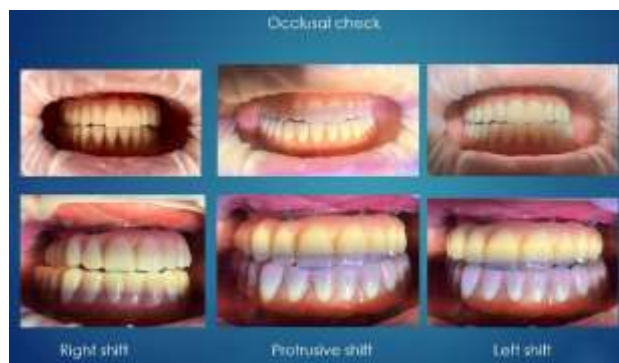 Occlusal check
Right shift
Protrusive shift
Left shift